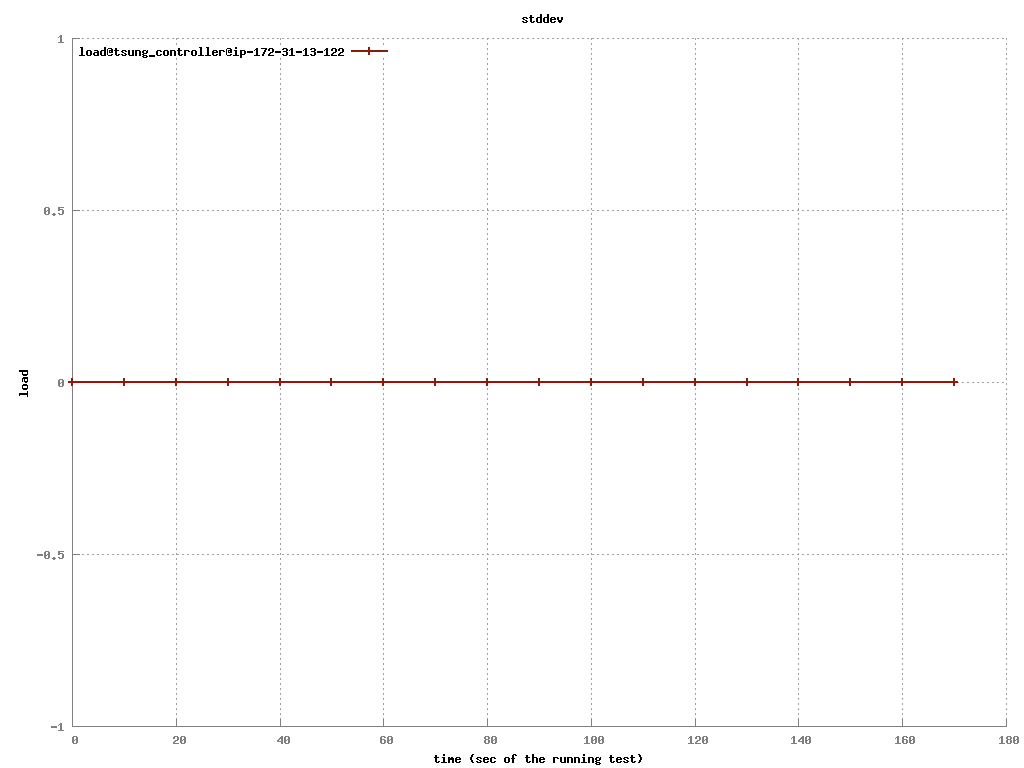 stddev
load@tsung_controller@ip-172-31-13-122
1
0.5
0
-0.5
-1
load
0 20 40 60 80 100 120 140 160 180
time (sec of the running test)